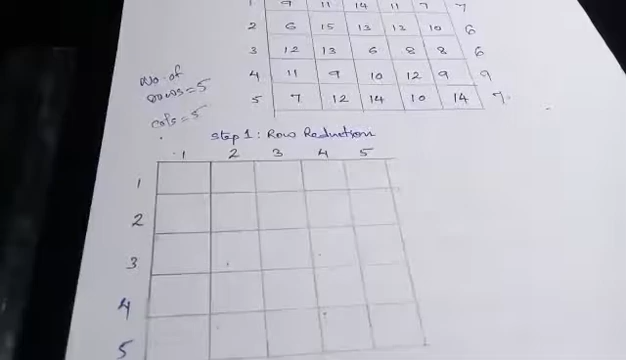 1 9 11 14 11 7 7
2 6 15 13 13 10 6
3 12 13 6 8 8 6
4 11 9 10 12 9 9
5 7 12 14 10 14 7
No. of
rows=5
cols=5
Step 1: Row Reduction
1 2 3 4 5
1
2
3
4
5